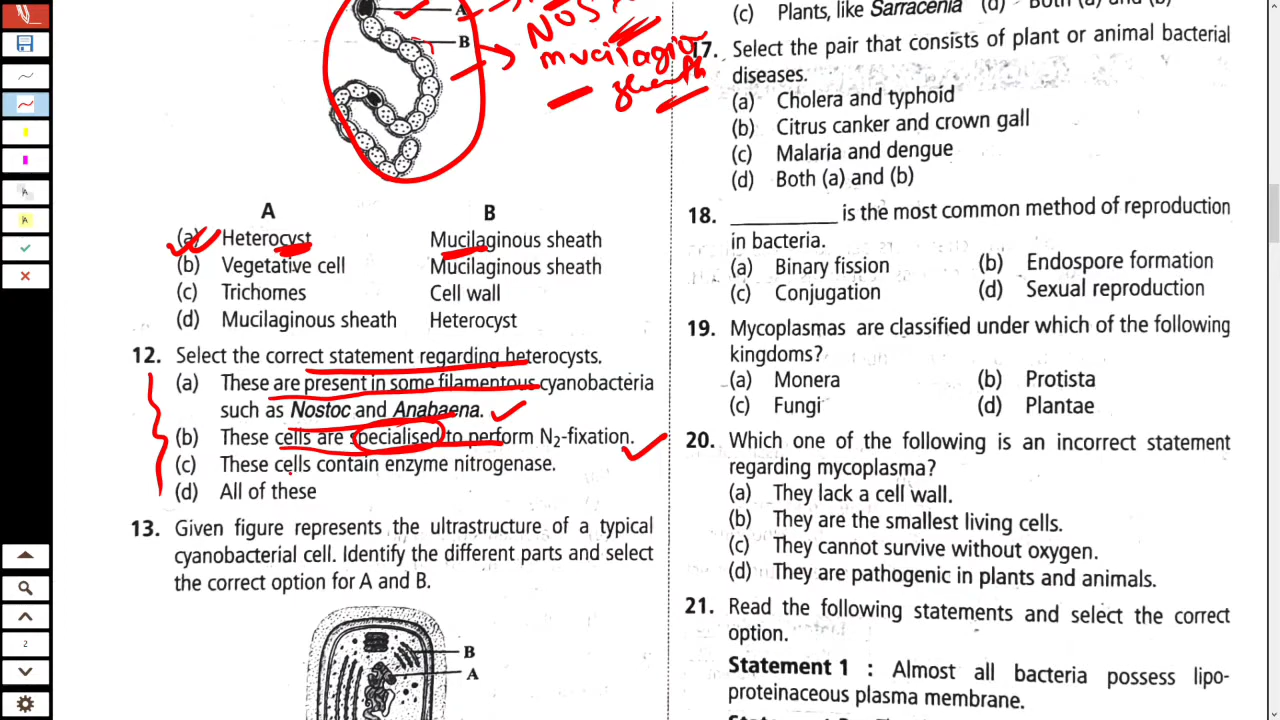 A
B
NOS
mucilagin
sheath
A B
(a) Heterocyst Mucilaginous sheath
(b) Vegetative cell Mucilaginous sheath
(c) Trichomes Cell wall
(d) Mucilaginous sheath Heterocyst
12. Select the correct statement regarding heterocysts.
(a) These are present in some filamentous cyanobacteria
such as Nostoc and Anabaena.
(b) These cells are specialised to perform N₂-fixation.
(c) These cells contain enzyme nitrogenase.
(d) All of these
13. Given figure represents the ultrastructure of a typical
cyanobacterial cell. Identify the different parts and select
the correct option for A and B.
B
A
(c) Plants, like Sarracenia (d) Both (a) and (b)
17. Select the pair that consists of plant or animal bacterial
diseases.
(a) Cholera and typhoid
(b) Citrus canker and crown gall
(c) Malaria and dengue
(d) Both (a) and (b)
18. __________ is the most common method of reproduction
in bacteria.
(a) Binary fission (b) Endospore formation
(c) Conjugation (d) Sexual reproduction
19. Mycoplasmas are classified under which of the following
kingdoms?
(a) Monera (b) Protista
(c) Fungi (d) Plantae
20. Which one of the following is an incorrect statement
regarding mycoplasma?
(a) They lack a cell wall.
(b) They are the smallest living cells.
(c) They cannot survive without oxygen.
(d) They are pathogenic in plants and animals.
21. Read the following statements and select the correct
option.
Statement 1 : Almost all bacteria possess lipo-
proteinaceous plasma membrane.
2